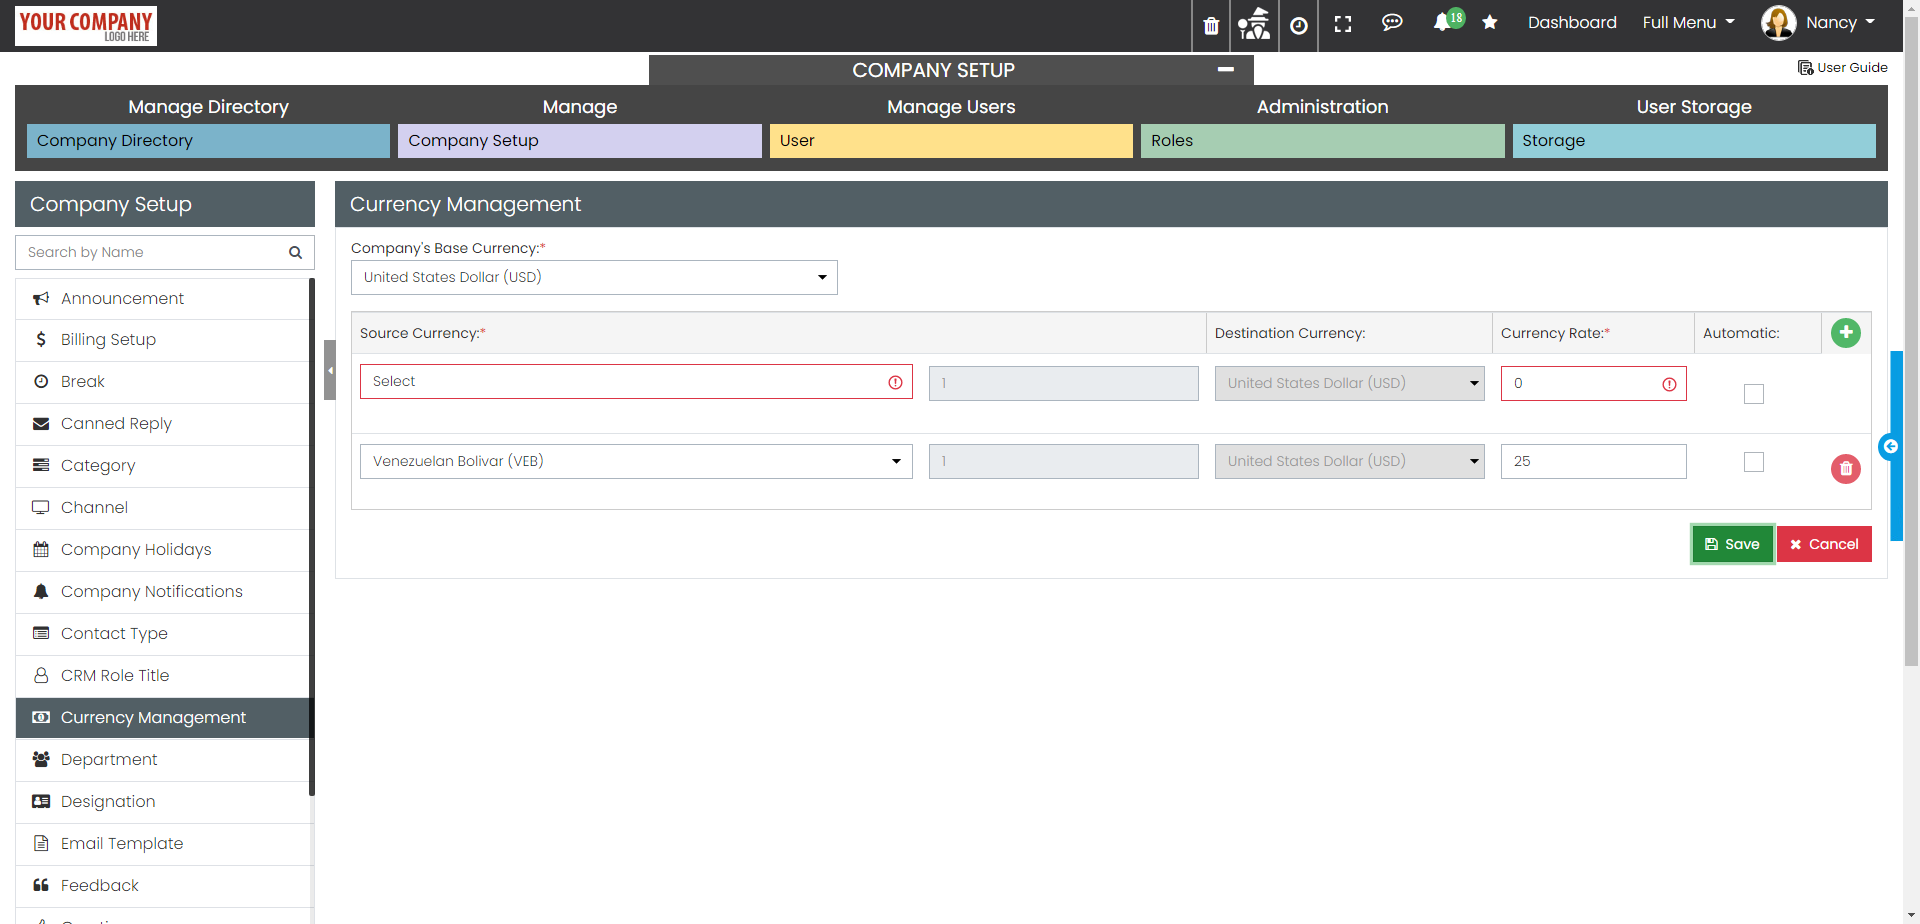 YOUR COMPANY
LOGO HERE
18
Dashboard
Full Menu
Nancy
COMPANY SETUP
User Guide
Manage Directory
Manage
Manage Users
Administration
User Storage
Company Directory
Company Setup
User
Roles
Storage
Company Setup
Search by Name
Announcement
Billing Setup
Break
Canned Reply
Category
Channel
Company Holidays
Company Notifications
Contact Type
CRM Role Title
Currency Management
Department
Designation
Email Template
Feedback
Currency Management
Company's Base Currency:*
United States Dollar (USD)
Source Currency:*
Destination Currency:
Currency Rate:*
Automatic:
Select
1
United States Dollar (USD)
0
Venezuelan Bolivar (VEB)
1
United States Dollar (USD)
25
Save
Cancel